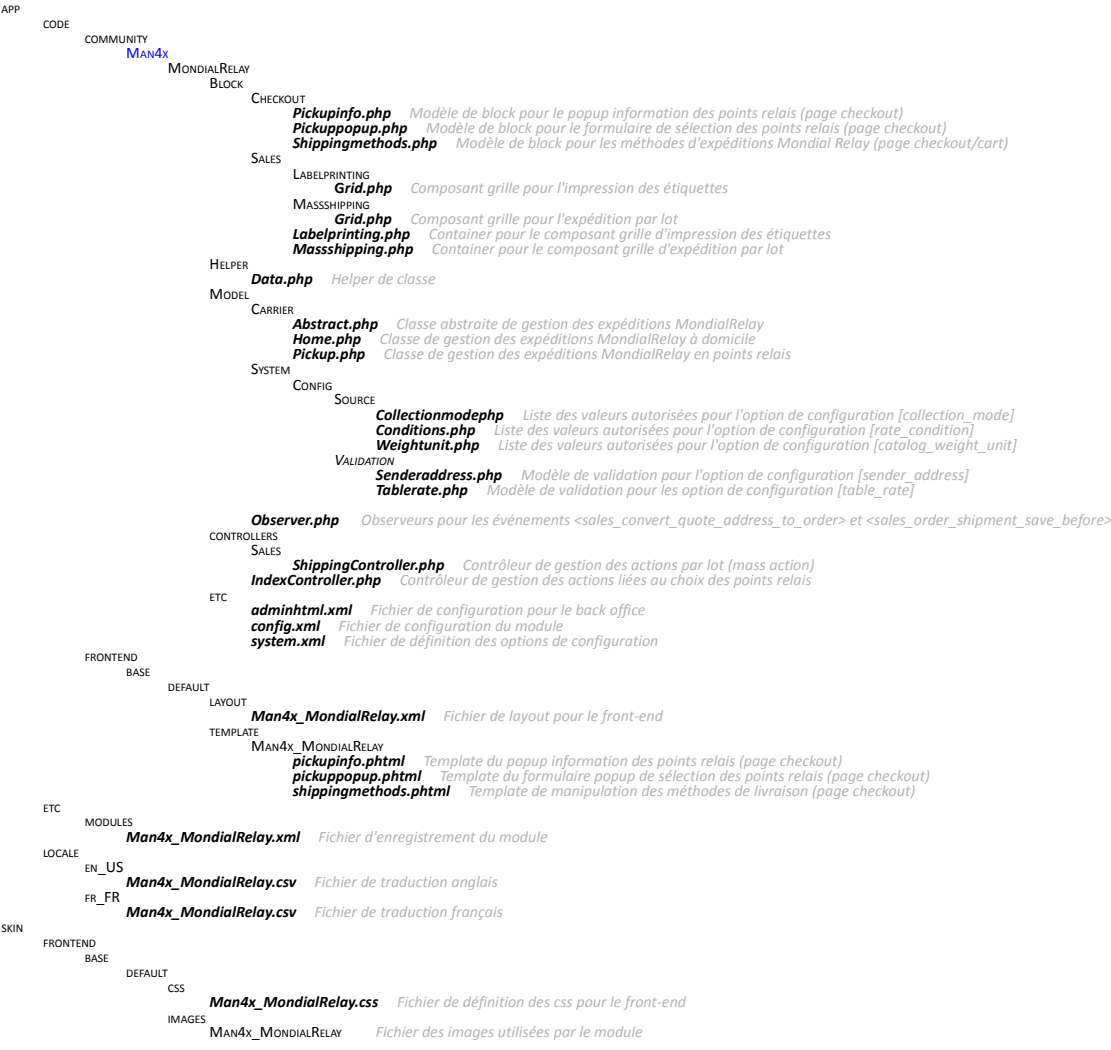 APP
CODE
COMMUNITY
MAN4X
MONDIALRELAY
BLOCK
CHECKOUT
Pickupinfo.php Modèle de block pour le popup information des points relais (page checkout)
Pickuppopup.php Modèle de block pour le formulaire de sélection des points relais (page checkout)
Shippingmethods.php Modèle de block pour les méthodes d'expéditions Mondial Relay (page checkout/cart)
SALES
LABELPRINTING
Grid.php Composant grille pour l'impression des étiquettes
MASSSHIPPING
Grid.php Composant grille pour l'expédition par lot
Labelprinting.php Container pour le composant grille d'impression des étiquettes
Massshipping.php Container pour le composant grille d'expédition par lot
HELPER
Data.php Helper de classe
MODEL
CARRIER
Abstract.php Classe abstraite de gestion des expéditions MondialRelay
Home.php Classe de gestion des expéditions MondialRelay à domicile
Pickup.php Classe de gestion des expéditions MondialRelay en points relais
SYSTEM
CONFIG
SOURCE
Collectionmodephp Liste des valeurs autorisées pour l'option de configuration [collection_mode]
Conditions.php Liste des valeurs autorisées pour l'option de configuration [rate_condition]
Weightunit.php Liste des valeurs autorisées pour l'option de configuration [catalog_weight_unit]
VALIDATION
Senderaddress.php Modèle de validation pour l'option de configuration [sender_address]
Tablerate.php Modèle de validation pour les option de configuration [table_rate]
Observer.php Observeurs pour les événements <sales_convert_quote_address_to_order> et <sales_order_shipment_save_before>
CONTROLLERS
SALES
ShippingController.php Contrôleur de gestion des actions par lot (mass action)
IndexController.php Contrôleur de gestion des actions liées au choix des points relais
ETC
adminhtml.xml Fichier de configuration pour le back office
config.xml Fichier de configuration du module
system.xml Fichier de définition des options de configuration
FRONTEND
BASE
DEFAULT
LAYOUT
Man4x_MondialRelay.xml Fichier de layout pour le front-end
TEMPLATE
MAN4X_MONDIALRELAY
pickupinfo.phtml Template du popup information des points relais (page checkout)
pickuppopup.phtml Template du formulaire popup de sélection des points relais (page checkout)
shippingmethods.phtml Template de manipulation des méthodes de livraison (page checkout)
ETC
MODULES
Man4x_MondialRelay.xml Fichier d'enregistrement du module
LOCALE
EN_US
Man4x_MondialRelay.csv Fichier de traduction anglais
FR_FR
Man4x_MondialRelay.csv Fichier de traduction français
SKIN
FRONTEND
BASE
DEFAULT
CSS
Man4x_MondialRelay.css Fichier de définition des css pour le front-end
IMAGES
MAN4X_MONDIALRELAY Fichier des images utilisées par le module